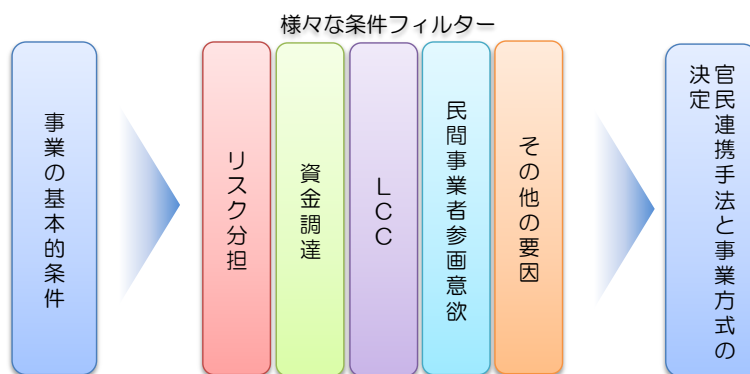 様々な条件フィルター
事業の基本的条件
リスク分担
資金調達
LCC
民間事業者参画意欲
その他の要因
官民連携手法と事業方式の
決定